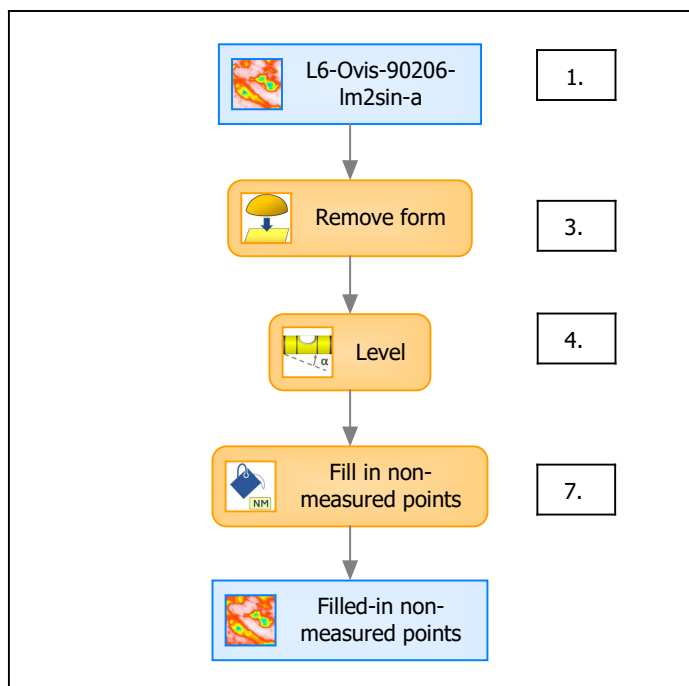 L6-Ovis-90206-
lm2sin-a
1.
Remove form
3.
α
Level
4.
NM
Fill in non-
measured points
7.
Filled-in non-
measured points